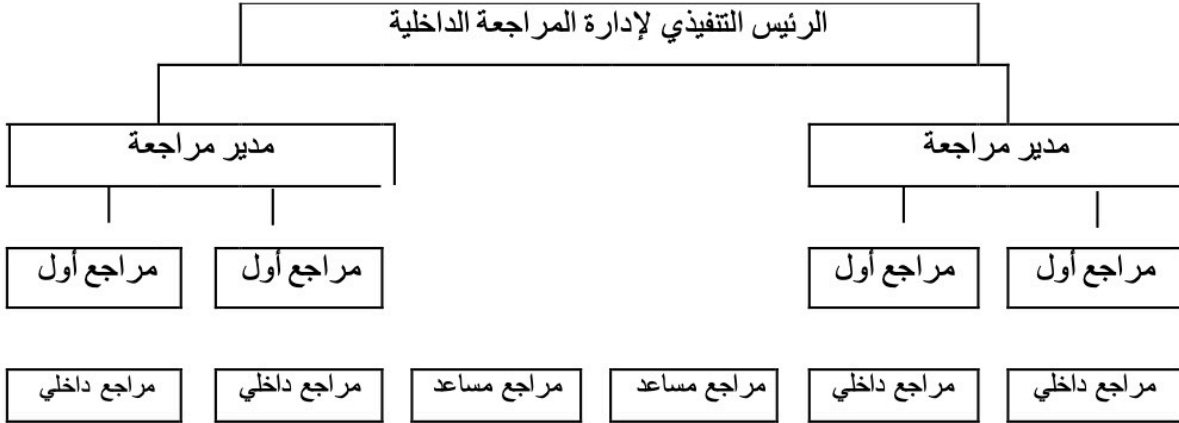 الرئيس التنفيذي لإدارة المراجعة الداخلية
مدير مراجعة
مدير مراجعة
مراجع أول
مراجع أول
مراجع أول
مراجع أول
مراجع داخلي
مراجع داخلي
مراجع مساعد
مراجع مساعد
مراجع داخلي
مراجع داخلي